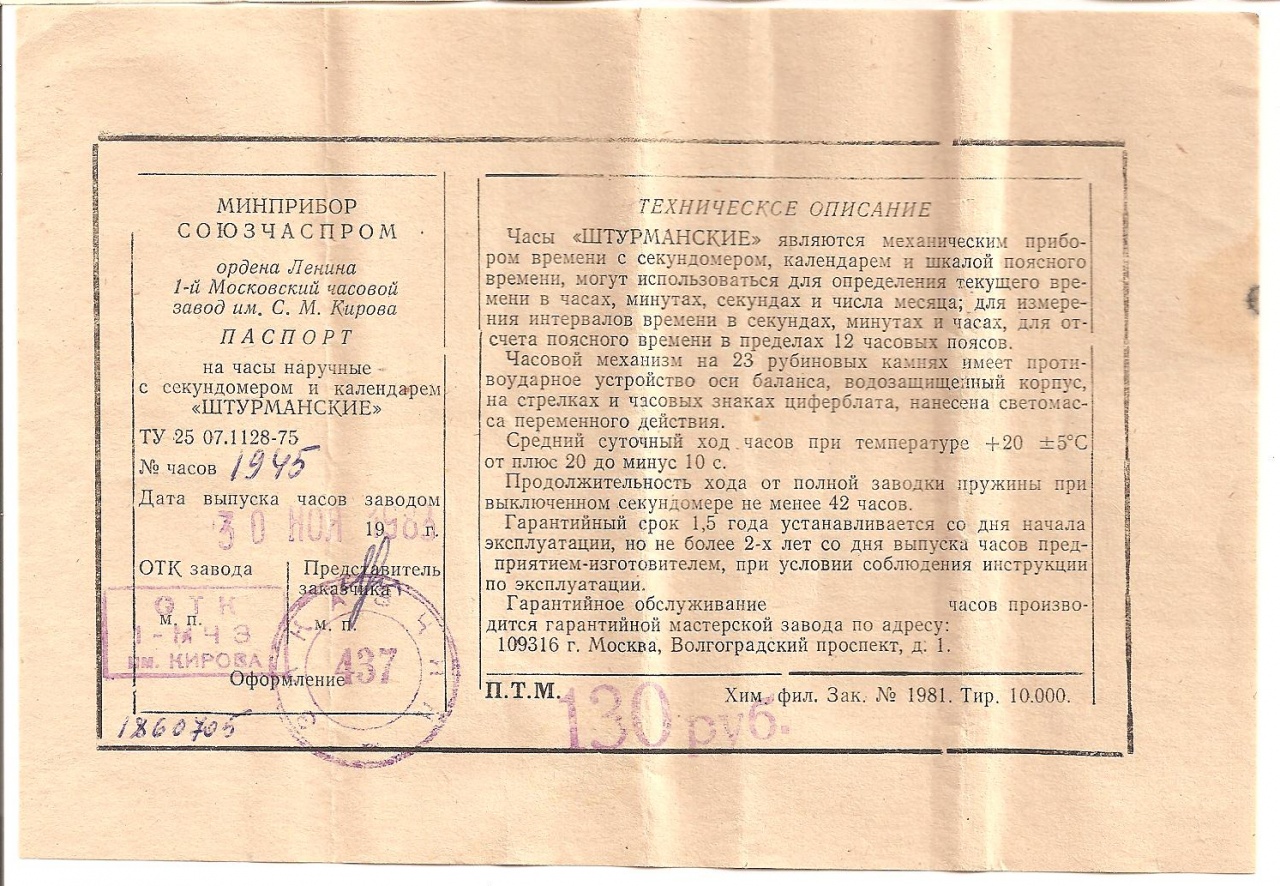 МИНПРИБОР
СОЮЗЧАСПРОМ
ордена Ленина
1-й Московский часовой
завод им. С. М. Кирова
ПАСПОРТ
на часы наручные
с секундомером и календарем
«ШТУРМАНСКИЕ»
ТУ 25 07.1128-75
№ часов 1945
Дата выпуска часов заводом
30 НОЯ 1983 19 г.
ОТК завода
Представитель
заказчика
м. п.
м. п.
ОТК
1-МЧЗ
им. КИРОВА
437
Оформление
1860705
ТЕХНИЧЕСКОЕ ОПИСАНИЕ
Часы «ШТУРМАНСКИЕ» являются механическим прибо-
ром времени с секундомером, календарем и шкалой поясного
времени, могут использоваться для определения текущего вре-
мени в часах, минутах, секундах и числа месяца; для измере-
ния интервалов времени в секундах, минутах и часах, для от-
счета поясного времени в пределах 12 часовых поясов.
Часовой механизм на 23 рубиновых камнях имеет проти-
воударное устройство оси баланса, водозащищенный корпус,
на стрелках и часовых знаках циферблата, нанесена светомас-
са переменного действия.
Средний суточный ход часов при температуре +20 ±5°С
от плюс 20 до минус 10 с.
Продолжительность хода от полной заводки пружины при
выключенном секундомере не менее 42 часов.
Гарантийный срок 1,5 года устанавливается со дня начала
эксплуатации, но не более 2-х лет со дня выпуска часов пред-
приятием-изготовителем, при условии соблюдения инструкции
по эксплуатации.
Гарантийное обслуживание часов произво-
дится гарантийной мастерской завода по адресу:
109316 г. Москва, Волгоградский проспект, д. 1.
П.Т.М.
Хим. фил. Зак. № 1981. Тир. 10.000.
130 руб.